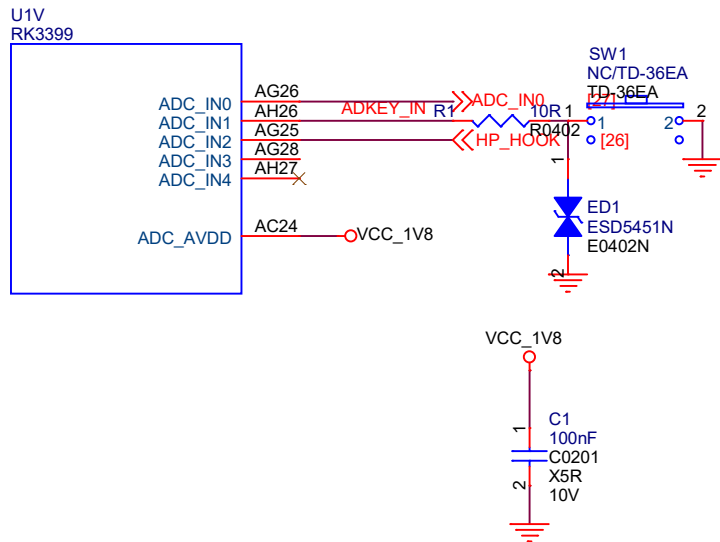 U1V
RK3399
ADC_IN0
AG26
ADC_IN0
ADC_IN1
AH26
ADKEY_IN
R1
10R
R0402
ADC_IN2
AG25
HP_HOOK
ADC_IN3
AG28
ADC_IN4
AH27
ADC_AVDD
AC24
VCC_1V8
SW1
NC/TD-36EA
TD-36EA
[27]
1
1
2
2
[26]
1
ED1
ESD5451N
E0402N
2
VCC_1V8
1
C1
100nF
C0201
X5R
10V
2